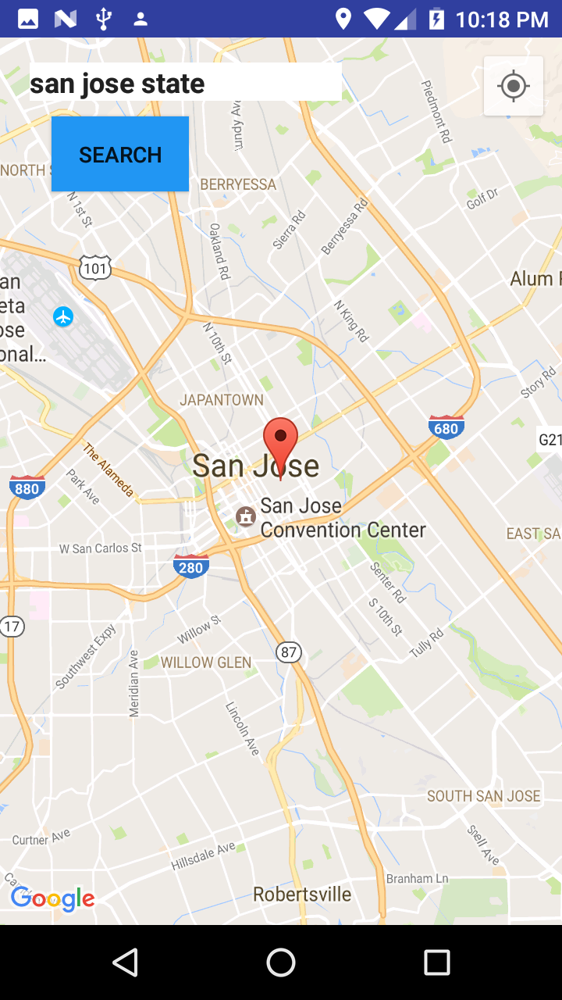 10:18 PM
san jose state
SEARCH
Piedmont Rd
NORTH
BERRYESSA
N 1st St
Golf Dr
Sierra Rd
Berryessa Rd
Oakland Rd
101
Alum
N King Rd
N 10th St
onal...
Story Rd
JAPANTOWN
680
G21
The Alameda
San Jose
880
Park Ave
San Jose
Convention Center
EAST SA
W San Carlos St
280
Senter Rd
S 10th St
17
Willow St
Tully Rd
Southwest Expy
87
Meridian Ave
WILLOW GLEN
Lincoln Ave
SOUTH SAN JOSE
Curtner Ave
Snell Ave
Hillsdale Ave
Branham Ln
Google
Robertsville